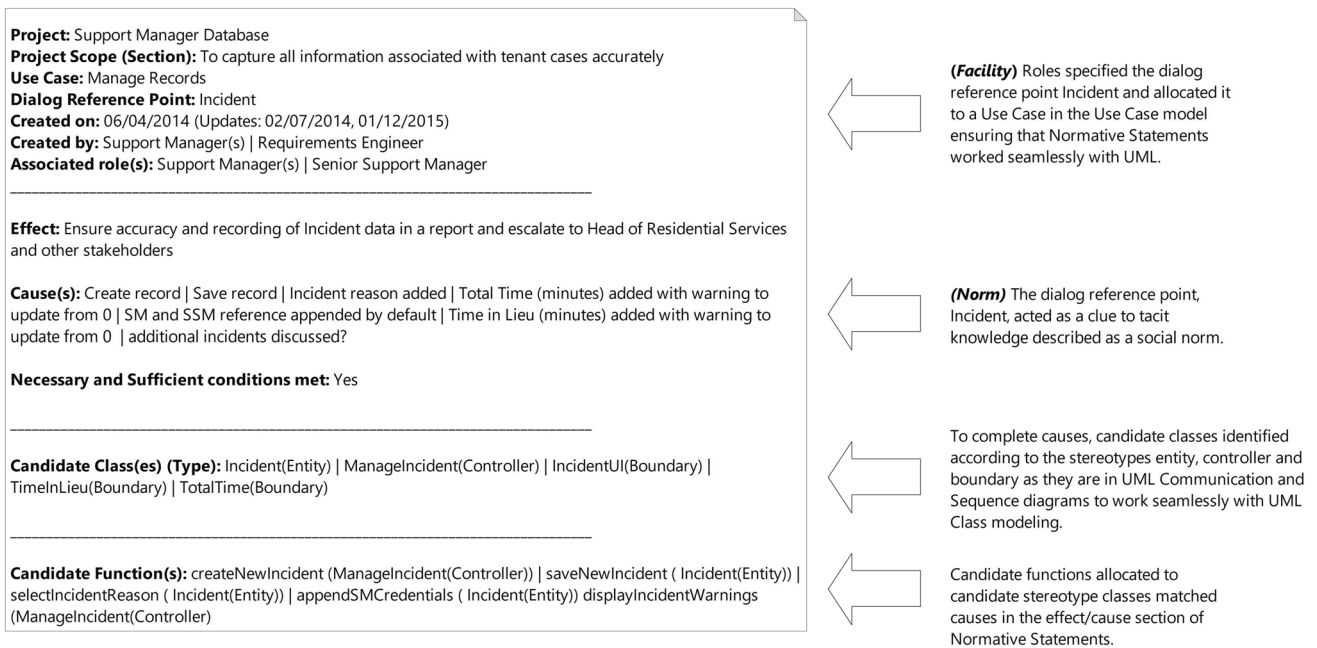 Project: Support Manager Database
Project Scope (Section): To capture all information associated with tenant cases accurately
Use Case: Manage Records
Dialog Reference Point: Incident
Created on: 06/04/2014 (Updates: 02/07/2014, 01/12/2015)
Created by: Support Manager(s) | Requirements Engineer
Associated role(s): Support Manager(s) | Senior Support Manager
Effect: Ensure accuracy and recording of Incident data in a report and escalate to Head of Residential Services
and other stakeholders
Cause(s): Create record | Save record | Incident reason added | Total Time (minutes) added with warning to
update from 0 | SM and SSM reference appended by default | Time in Lieu (minutes) added with warning to
update from 0 | additional incidents discussed?
Necessary and Sufficient conditions met: Yes
Candidate Class(es) (Type): Incident(Entity) | ManageIncident(Controller) | IncidentUI(Boundary) |
TimeInLieu(Boundary) | TotalTime(Boundary)
Candidate Function(s): createNewIncident (ManageIncident(Controller)) | saveNewIncident ( Incident(Entity)) |
selectIncidentReason ( Incident(Entity)) | appendSMCredentials ( Incident(Entity)) displayIncidentWarnings
(ManageIncident(Controller)
(Facility) Roles specified the dialog
reference point Incident and allocated it
to a Use Case in the Use Case model
ensuring that Normative Statements
worked seamlessly with UML.
(Norm) The dialog reference point,
Incident, acted as a clue to tacit
knowledge described as a social norm.
To complete causes, candidate classes identified
according to the stereotypes entity, controller and
boundary as they are in UML Communication and
Sequence diagrams to work seamlessly with UML
Class modeling.
Candidate functions allocated to
candidate stereotype classes matched
causes in the effect/cause section of
Normative Statements.